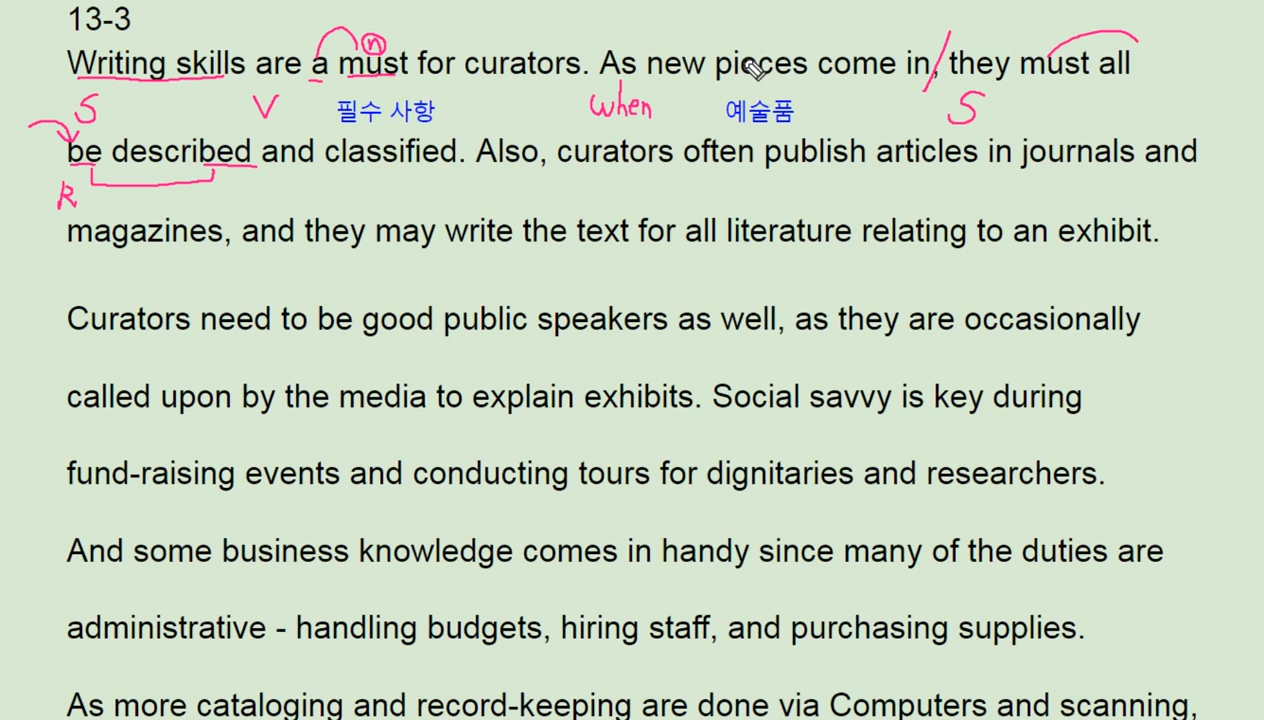 13-3
ⓝ
Writing skills are a must for curators. As new pieces come in, they must all
S V 필수 사항 when 예술품 S
be described and classified. Also, curators often publish articles in journals and
R
magazines, and they may write the text for all literature relating to an exhibit.
Curators need to be good public speakers as well, as they are occasionally
called upon by the media to explain exhibits. Social savvy is key during
fund-raising events and conducting tours for dignitaries and researchers.
And some business knowledge comes in handy since many of the duties are
administrative - handling budgets, hiring staff, and purchasing supplies.
As more cataloging and record-keeping are done via Computers and scanning,